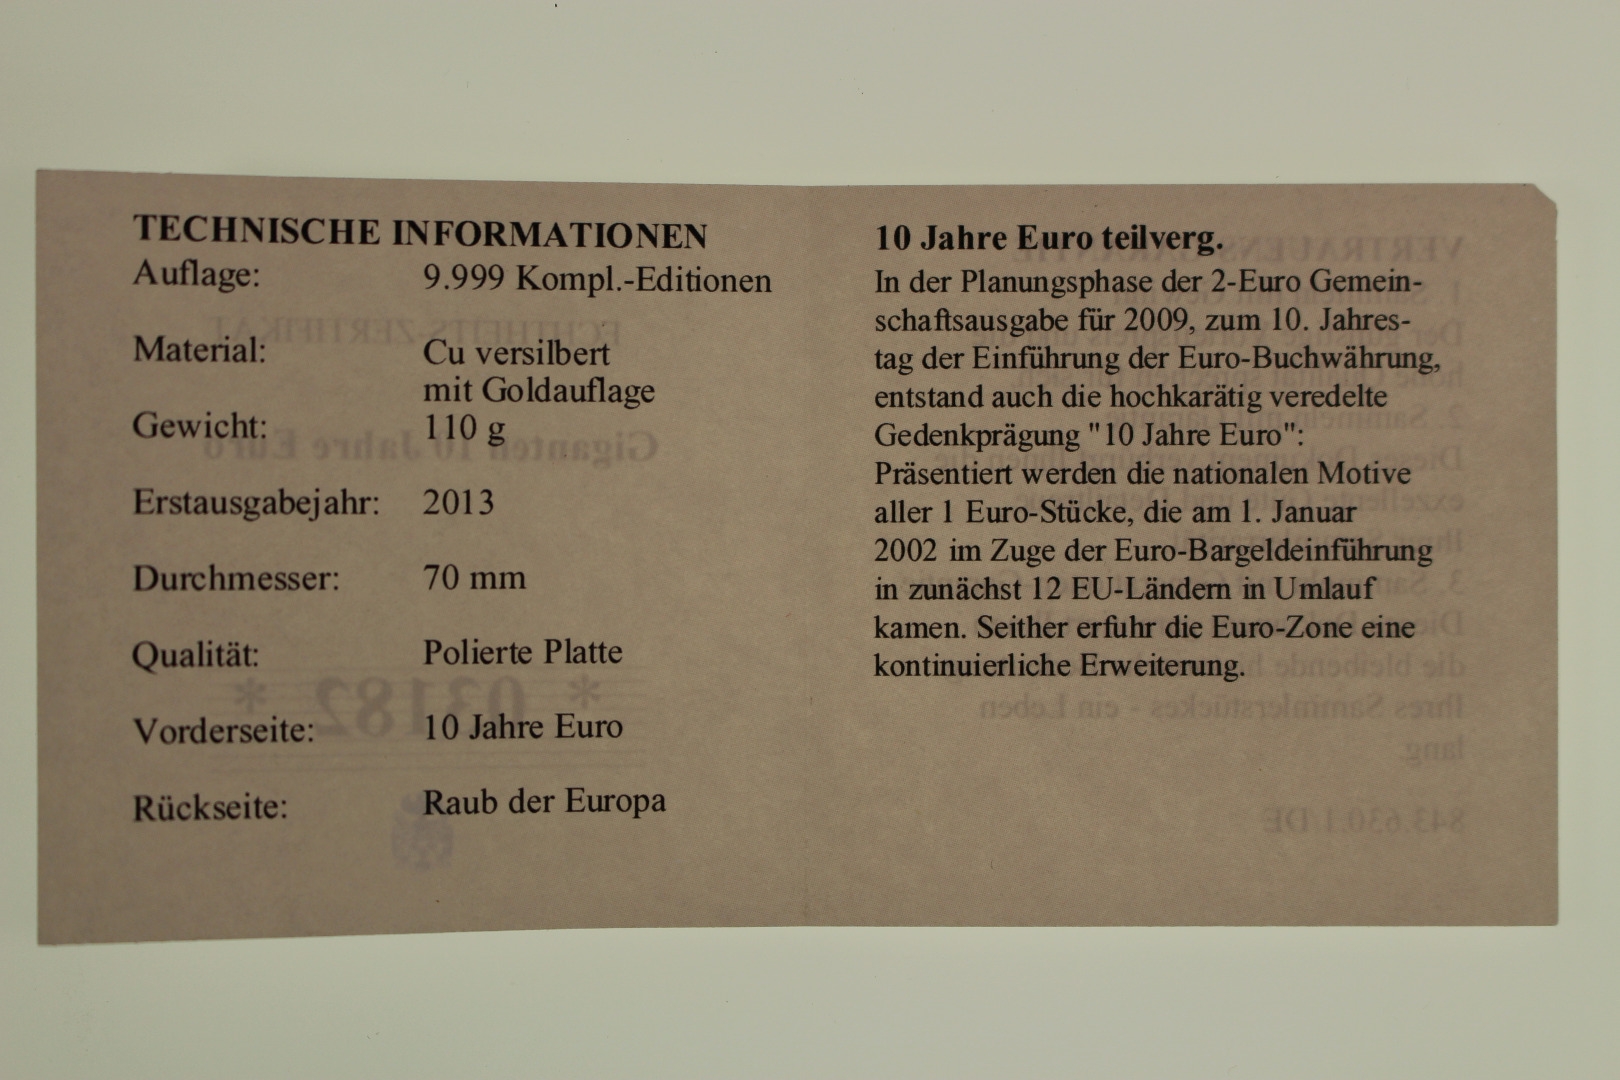 TECHNISCHE INFORMATIONEN
Auflage: 9.999 Kompl.-Editionen
Material: Cu versilbert
mit Goldauflage
Gewicht: 110 g
Erstausgabejahr: 2013
Durchmesser: 70 mm
Qualität: Polierte Platte
Vorderseite: 10 Jahre Euro
Rückseite: Raub der Europa
10 Jahre Euro teilverg.
In der Planungsphase der 2-Euro Gemein-
schaftsausgabe für 2009, zum 10. Jahres-
tag der Einführung der Euro-Buchwährung,
entstand auch die hochkarätig veredelte
Gedenkprägung "10 Jahre Euro":
Präsentiert werden die nationalen Motive
aller 1 Euro-Stücke, die am 1. Januar
2002 im Zuge der Euro-Bargeldeinführung
in zunächst 12 EU-Ländern in Umlauf
kamen. Seither erfuhr die Euro-Zone eine
kontinuierliche Erweiterung.